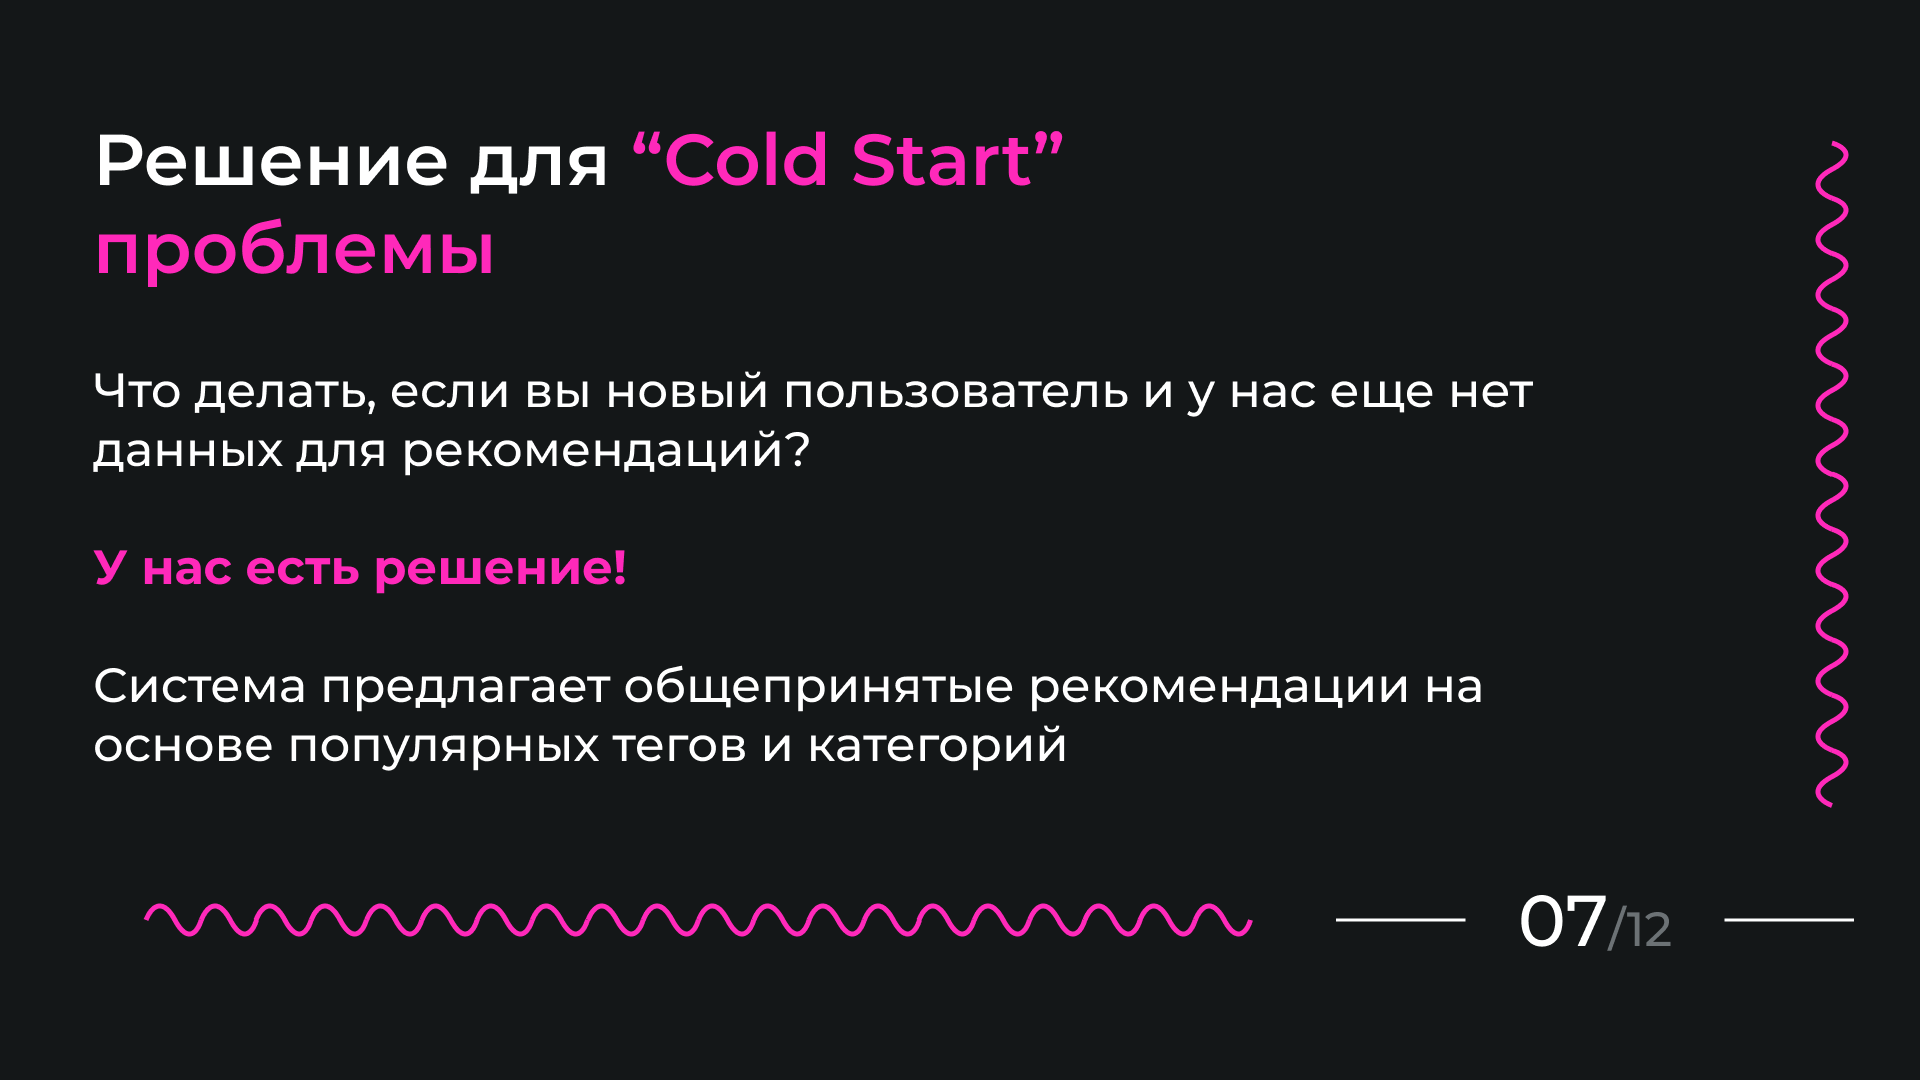 Решение для “Cold Start”
проблемы
Что делать, если вы новый пользователь и у нас еще нет
данных для рекомендаций?
У нас есть решение!
Система предлагает общепринятые рекомендации на
основе популярных тегов и категорий
07/12